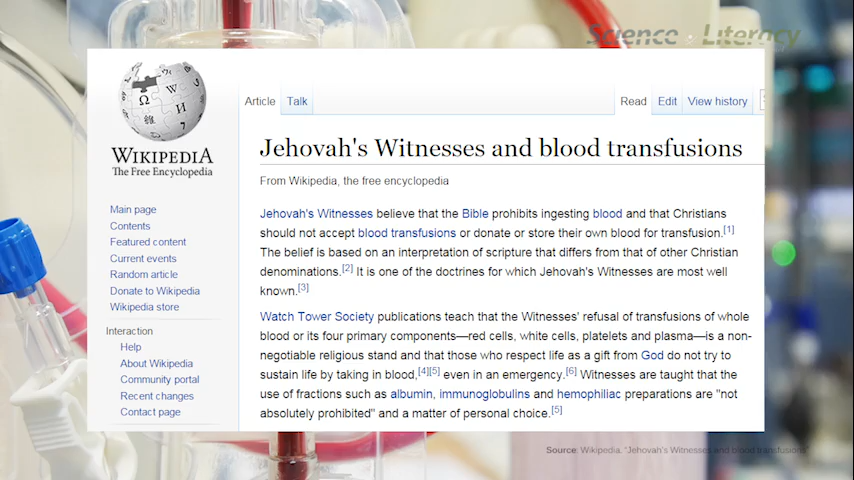 Science Literacy
WIKIPEDIA
The Free Encyclopedia
Main page
Contents
Featured content
Current events
Random article
Donate to Wikipedia
Wikipedia store
Interaction
Help
About Wikipedia
Community portal
Recent changes
Contact page
Article Talk Read Edit View history
Jehovah's Witnesses and blood transfusions
From Wikipedia, the free encyclopedia
Jehovah's Witnesses believe that the Bible prohibits ingesting blood and that Christians
should not accept blood transfusions or donate or store their own blood for transfusion.[1]
The belief is based on an interpretation of scripture that differs from that of other Christian
denominations.[2] It is one of the doctrines for which Jehovah's Witnesses are most well
known.[3]
Watch Tower Society publications teach that the Witnesses' refusal of transfusions of whole
blood or its four primary components—red cells, white cells, platelets and plasma—is a non-
negotiable religious stand and that those who respect life as a gift from God do not try to
sustain life by taking in blood,[4][5] even in an emergency.[6] Witnesses are taught that the
use of fractions such as albumin, immunoglobulins and hemophiliac preparations are "not
absolutely prohibited" and a matter of personal choice.[5]
Source: Wikipedia. "Jehovah's Witnesses and blood transfusions"